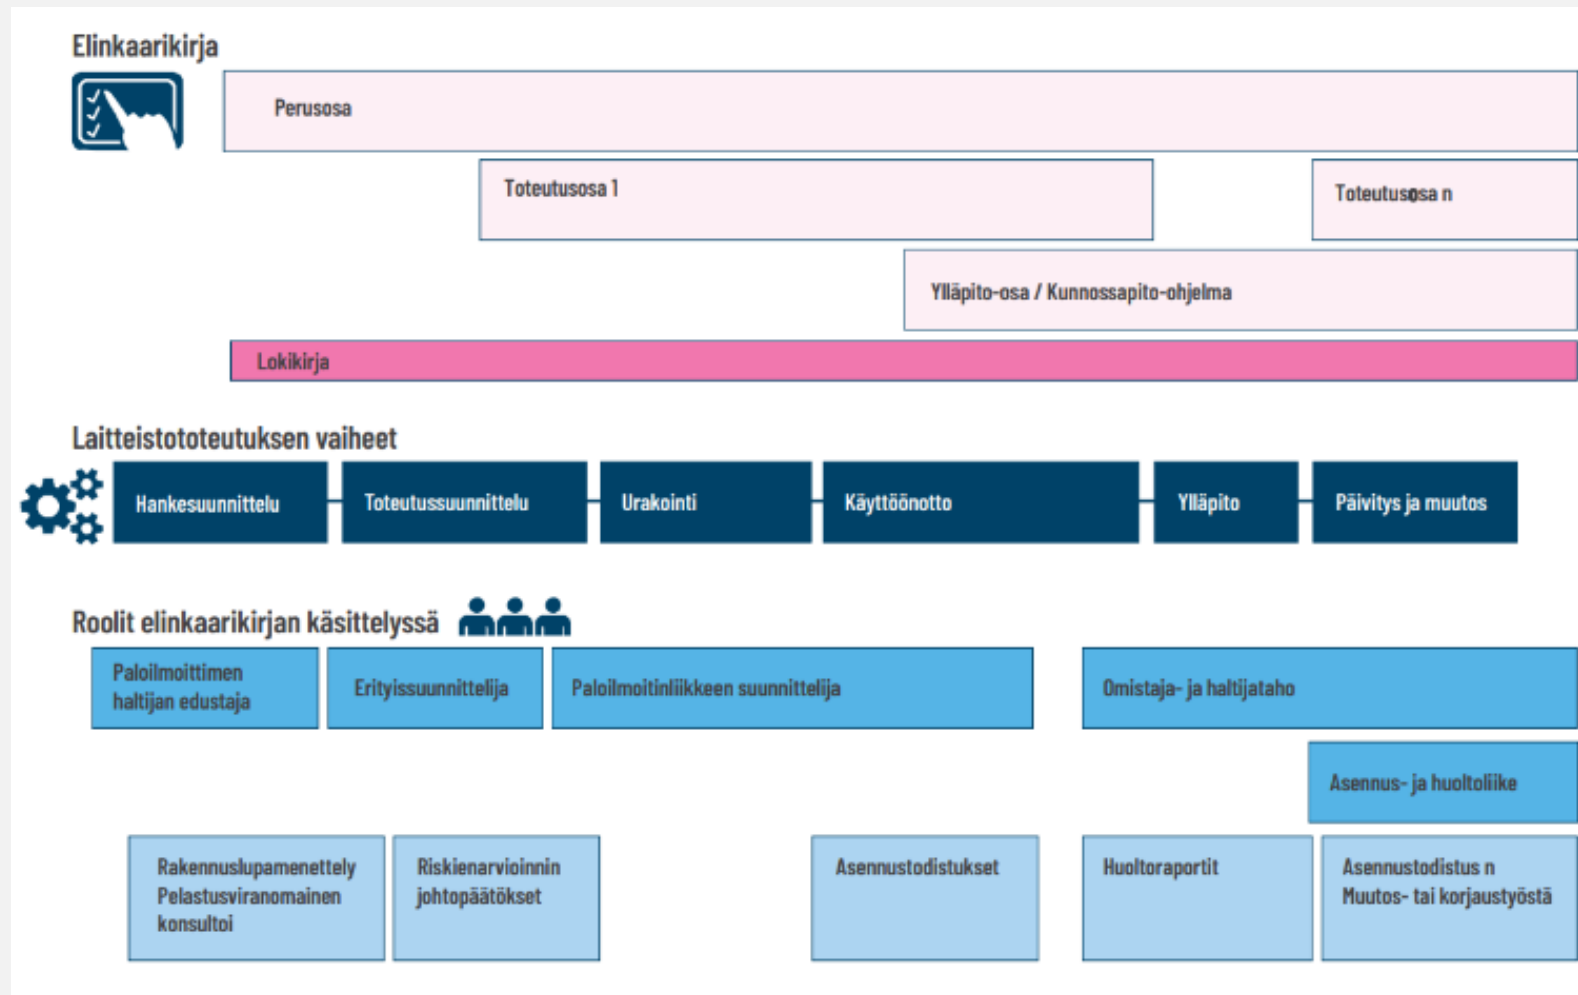 Elinkaarikirja
Perusosa
Toteutusosa 1
Toteutusosa n
Ylläpito-osa / Kunnossapito-ohjelma
Lokikirja
Laitteistototeutuksen vaiheet
Hankesuunnittelu
Toteutussuunnittelu
Urakointi
Käyttöönotto
Ylläpito
Päivitys ja muutos
Roolit elinkaarikirjan käsittelyssä
Paloilmoittimen
haltijan edustaja
Erityissuunnittelija
Paloilmoitinliikkeen suunnittelija
Omistaja- ja haltijataho
Asennus- ja huoltoliike
Rakennuslupamenettely
Pelastusviranomainen
konsultoi
Riskienarvioinnin
johtopäätökset
Asennustodistukset
Huoltoraportit
Asennustodistus n
Muutos- tai korjaustyöstä